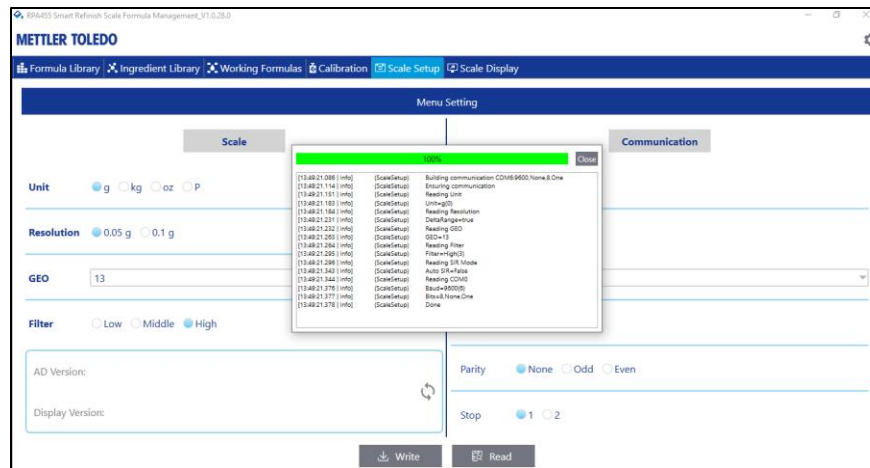 RPA455 Smart Refinish Scale Formula Management_V1.0.28.0
METTLER TOLEDO
Formula Library Ingredient Library Working Formulas Calibration Scale Setup Scale Display
Menu Setting
Scale
Communication
100%
Close
[13:49:21.086 | Info] (ScaleSetup) Building communication COM6:9600,None,8,One
[13:49:21.114 | Info] (ScaleSetup) Ensuring communication
[13:49:21.151 | Info] (ScaleSetup) Reading Unit
[13:49:21.183 | Info] (ScaleSetup) Unit=g(0)
[13:49:21.184 | Info] (ScaleSetup) Reading Resolution
[13:49:21.231 | Info] (ScaleSetup) DeltaRange=true
[13:49:21.232 | Info] (ScaleSetup) Reading GEO
[13:49:21.263 | Info] (ScaleSetup) GEO=13
[13:49:21.264 | Info] (ScaleSetup) Reading Filter
[13:49:21.295 | Info] (ScaleSetup) Filter=High(3)
[13:49:21.296 | Info] (ScaleSetup) Reading SIR Mode
[13:49:21.343 | Info] (ScaleSetup) Auto SIR=False
[13:49:21.344 | Info] (ScaleSetup) Reading COM0
[13:49:21.376 | Info] (ScaleSetup) Baud=9600(6)
[13:49:21.377 | Info] (ScaleSetup) Bits=8,None,One
[13:49:21.378 | Info] (ScaleSetup) Done
Unit g kg oz P
Resolution 0.05 g 0.1 g
GEO 13
Filter Low Middle High
AD Version:
Display Version:
Parity None Odd Even
Stop 1 2
Write Read